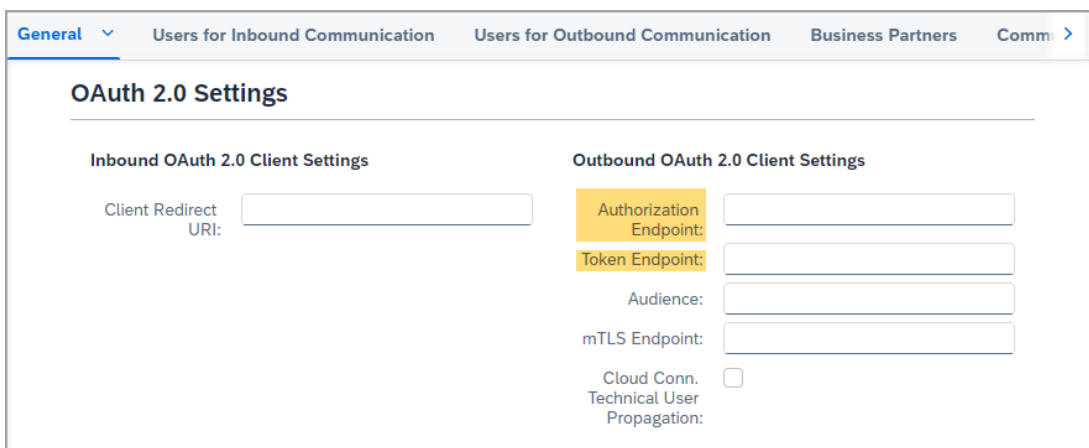 General Users for Inbound Communication Users for Outbound Communication Business Partners Comm
OAuth 2.0 Settings
Inbound OAuth 2.0 Client Settings
Client Redirect
URI:
Outbound OAuth 2.0 Client Settings
Authorization
Endpoint:
Token Endpoint:
Audience:
mTLS Endpoint:
Cloud Conn.
Technical User
Propagation: